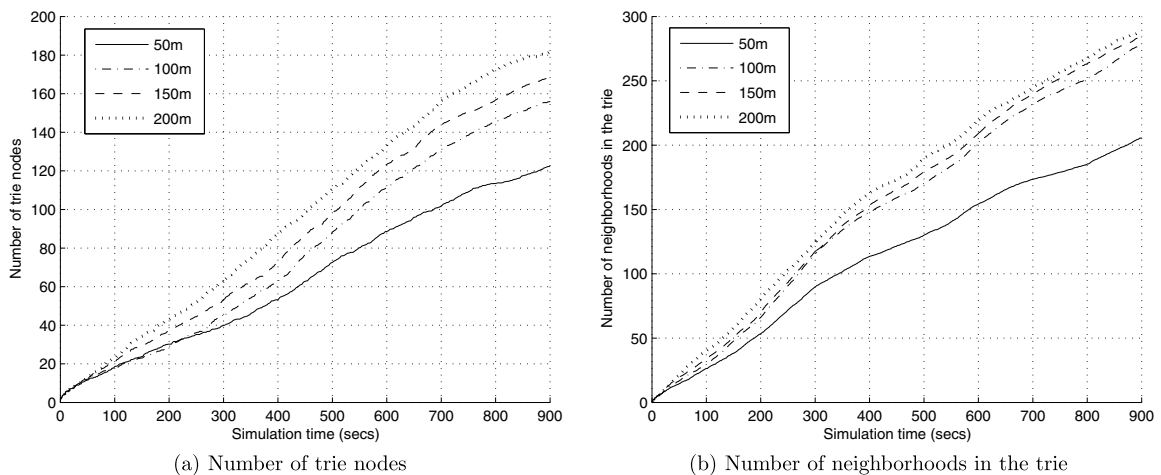 200
180
160
140
120
100
80
60
40
20
0
Number of trie nodes
50m
100m
150m
200m
0 100 200 300 400 500 600 700 800 900
Simulation time (secs)
(a) Number of trie nodes
300
250
200
150
100
50
0
Number of neighborhoods in the trie
50m
100m
150m
200m
0 100 200 300 400 500 600 700 800 900
Simulation time (secs)
(b) Number of neighborhoods in the trie